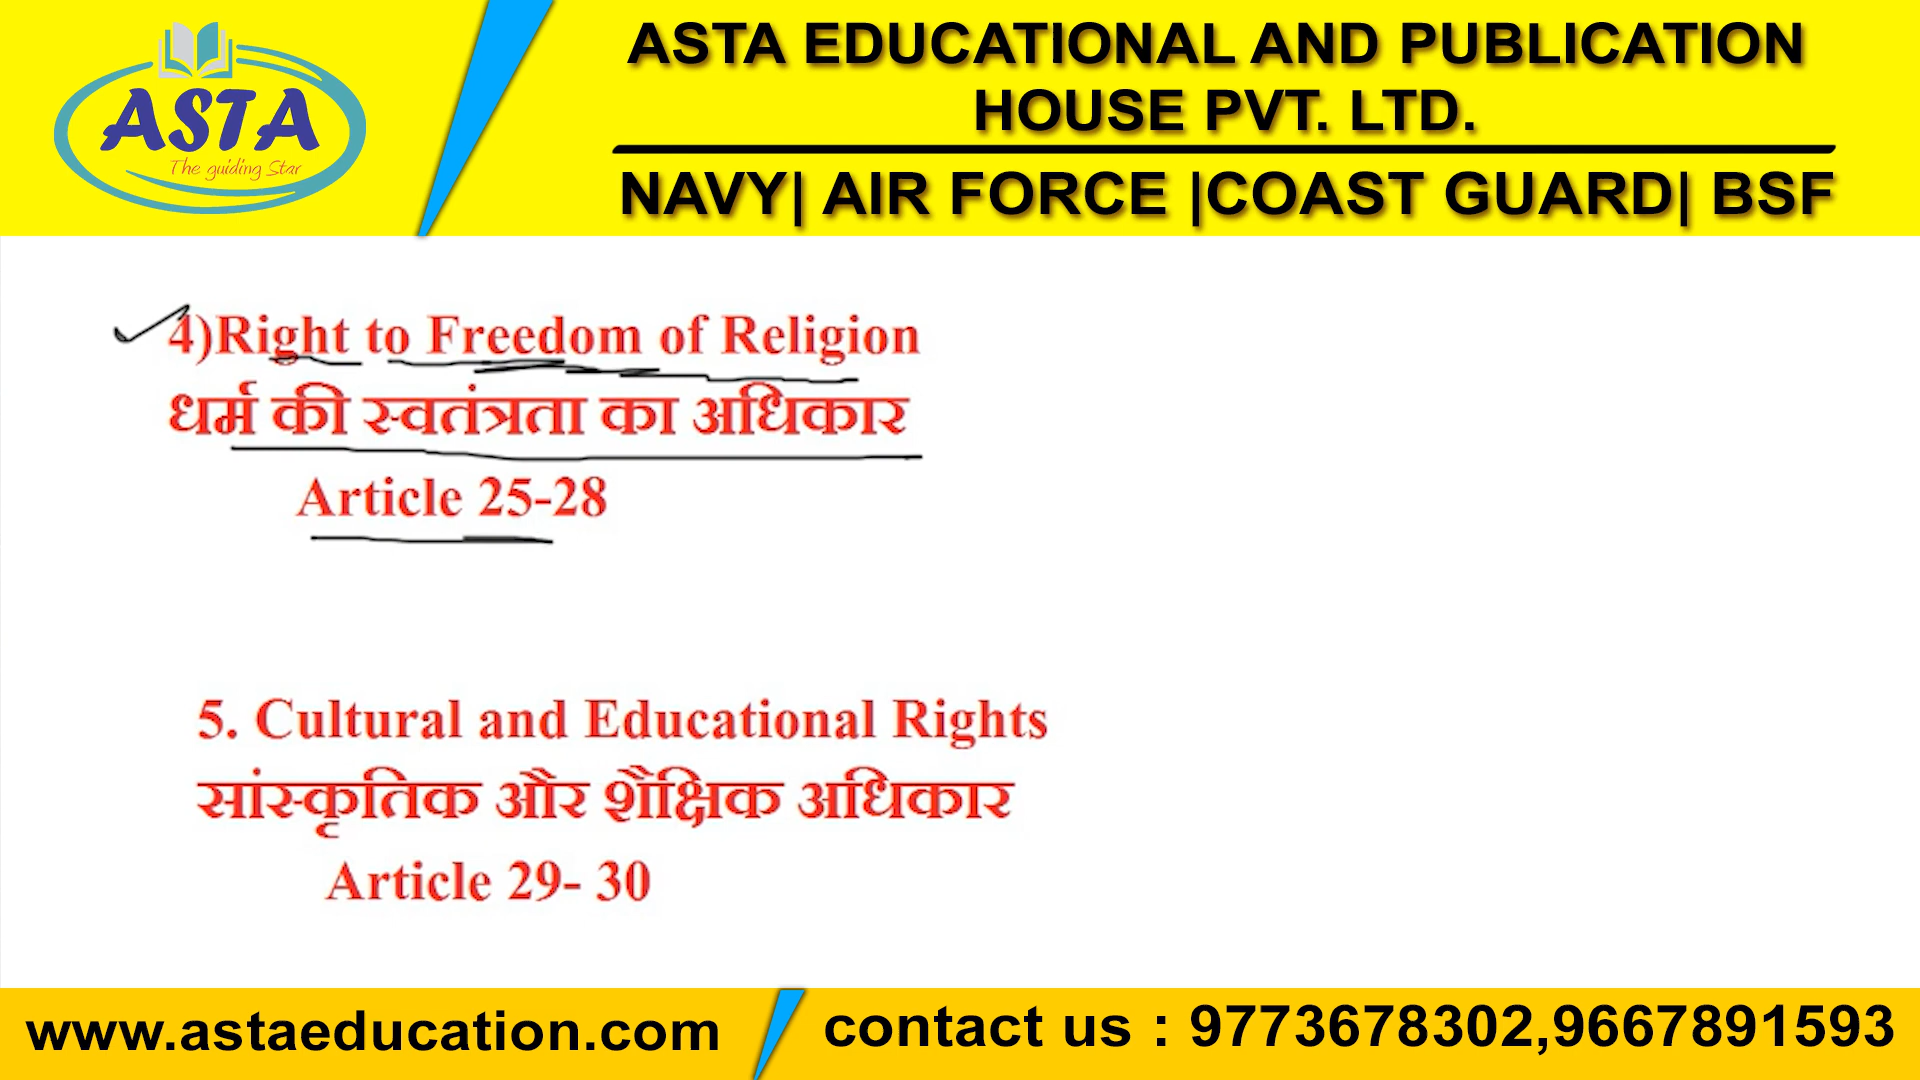 ASTA
The guiding Star
ASTA EDUCATIONAL AND PUBLICATION
HOUSE PVT. LTD.
NAVY| AIR FORCE |COAST GUARD| BSF
4)Right to Freedom of Religion
धर्म की स्वतंत्रता का अधिकार
Article 25-28
5. Cultural and Educational Rights
सांस्कृतिक और शैक्षिक अधिकार
Article 29- 30
www.astaeducation.com
contact us : 9773678302,9667891593